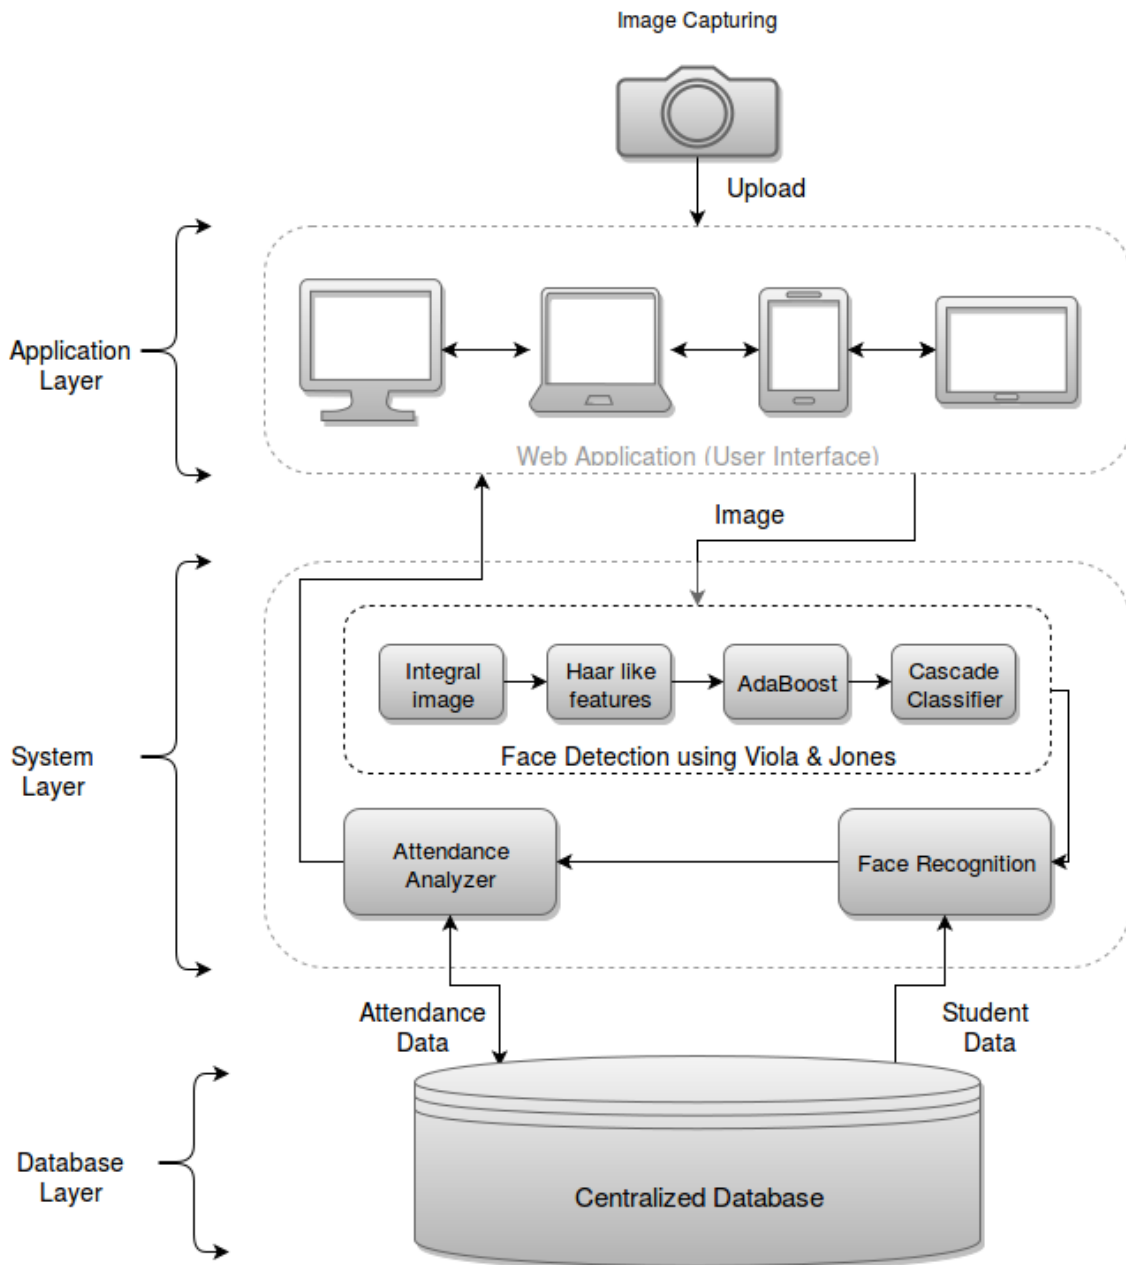 Image Capturing
Upload
Application
Layer
Web Application (User Interface)
Image
Integral
image
Haar like
features
AdaBoost
Cascade
Classifier
Face Detection using Viola & Jones
System
Layer
Attendance
Analyzer
Face Recognition
Attendance
Data
Student
Data
Database
Layer
Centralized Database